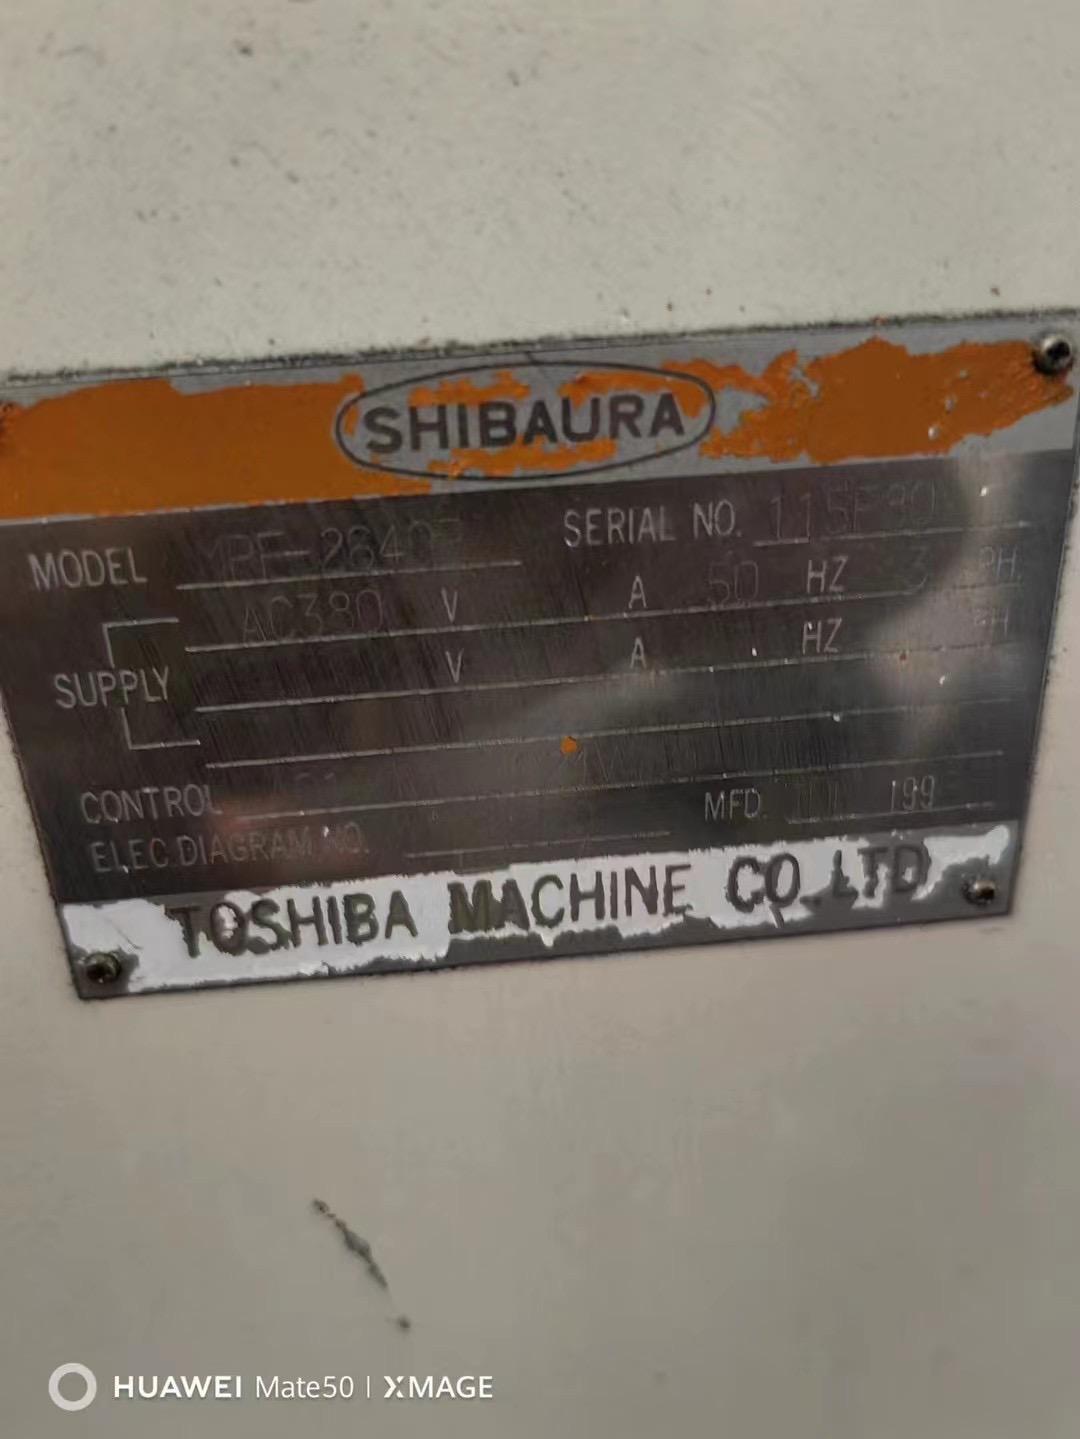 SHIBAURA
MODEL SERIAL NO.
AC380 V A 50 HZ 3 PH
SUPPLY V A HZ PH
CONTROL
ELEC DIAGRAM NO. MFD.
TOSHIBA MACHINE CO.,LTD
HUAWEI Mate50 | XMAGE